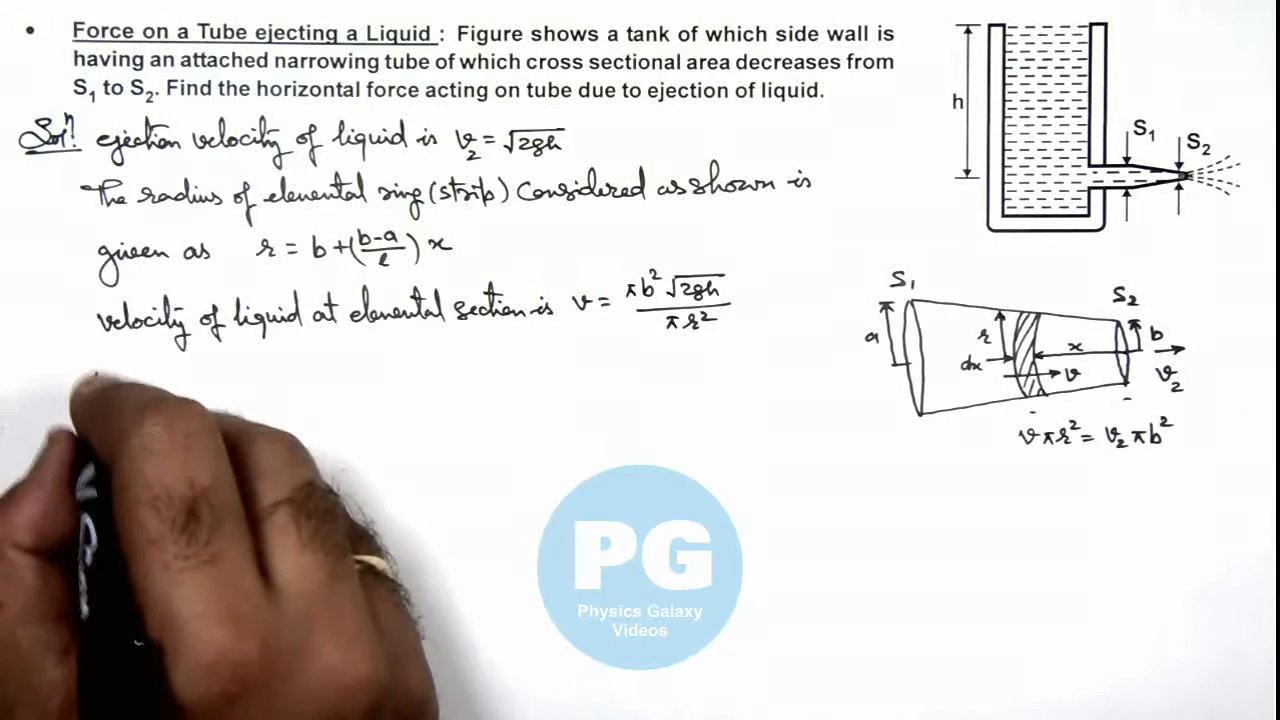 • Force on a Tube ejecting a Liquid : Figure shows a tank of which side wall is
having an attached narrowing tube of which cross sectional area decreases from
S₁ to S₂. Find the horizontal force acting on tube due to ejection of liquid.
Solⁿ. ejection velocity of liquid is v₂ = √2gh
The radius of elemental ring (strip) considered as shown is
given as r = b + (b-a/l) x
velocity of liquid at elemental section is v = πb² √2gh / πr²
h
S₁
S₂
S₁
S₂
a
r
dx
x
v
b
v₂
vπr² = v₂πb²
PG
Physics Galaxy
Videos